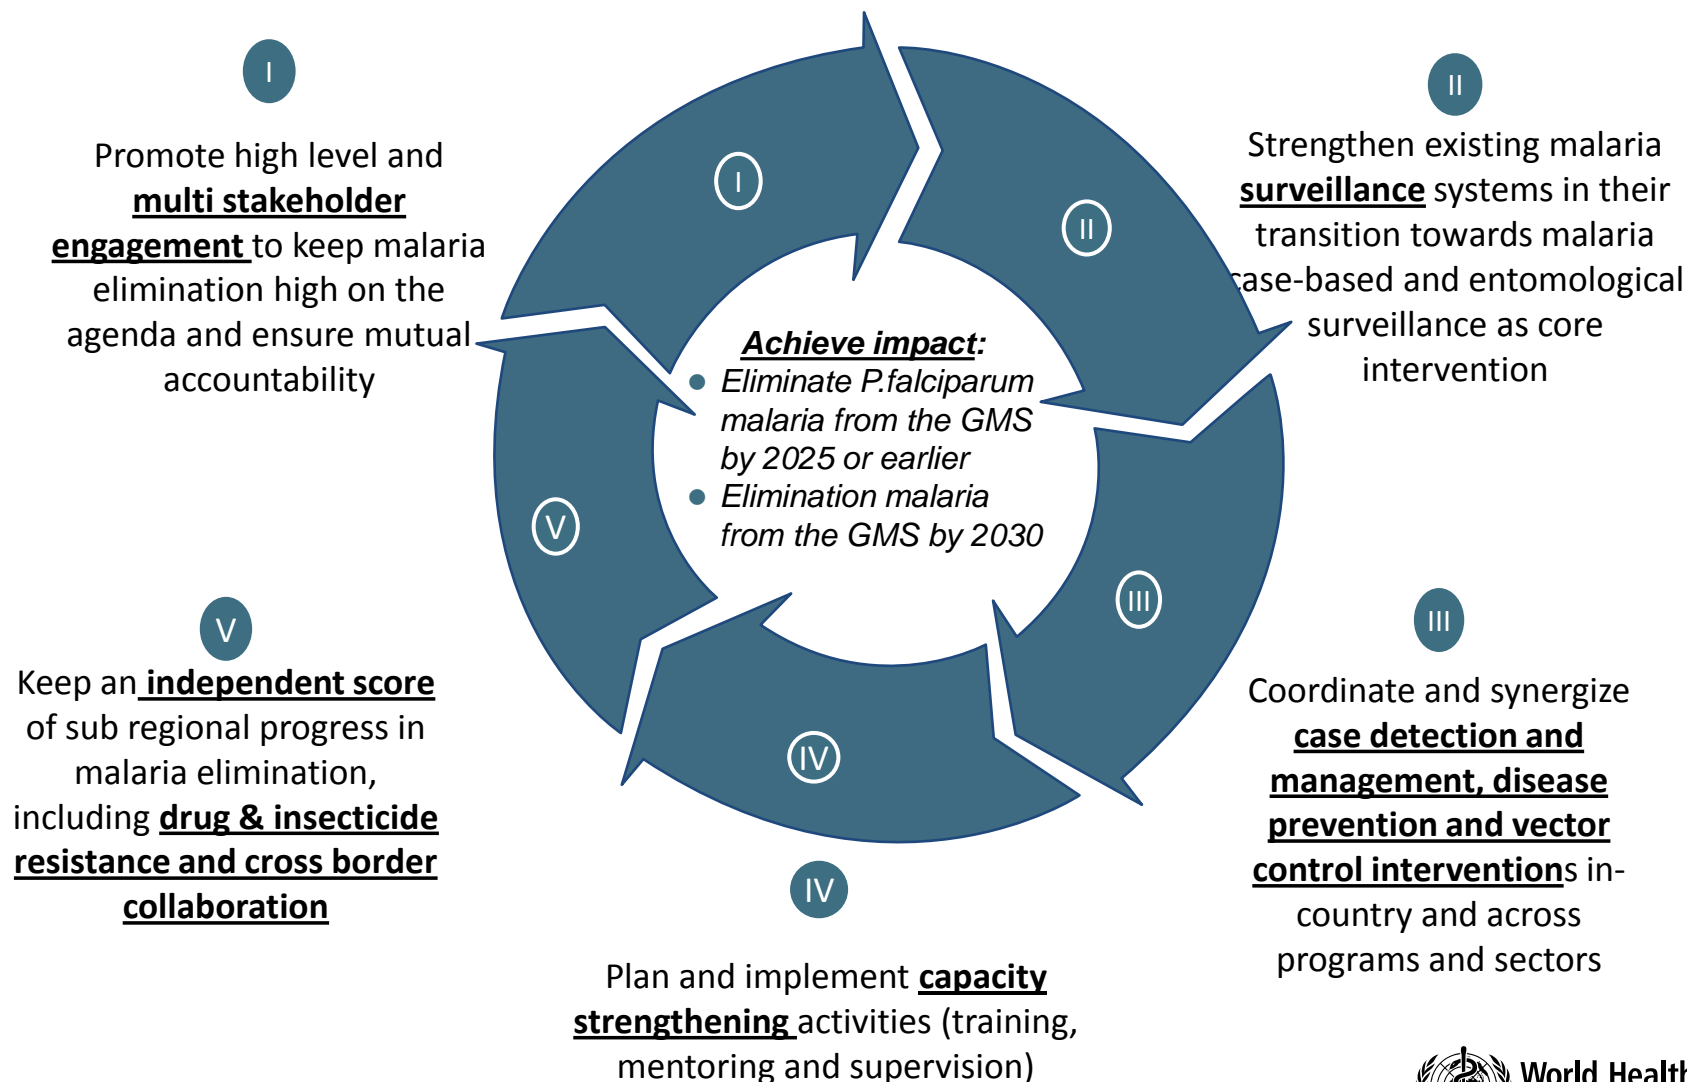 I
Promote high level and
multi stakeholder
engagement to keep malaria
elimination high on the
agenda and ensure mutual
accountability
II
Strengthen existing malaria
surveillance systems in their
transition towards malaria
case-based and entomological
surveillance as core
intervention
I
II
III
IV
V
Achieve impact:
Eliminate P.falciparum
malaria from the GMS
by 2025 or earlier
Elimination malaria
from the GMS by 2030
III
Coordinate and synergize
case detection and
management, disease
prevention and vector
control interventions in-
country and across
programs and sectors
IV
Plan and implement capacity
strengthening activities (training,
mentoring and supervision)
V
Keep an independent score
of sub regional progress in
malaria elimination,
including drug & insecticide
resistance and cross border
collaboration
World Health